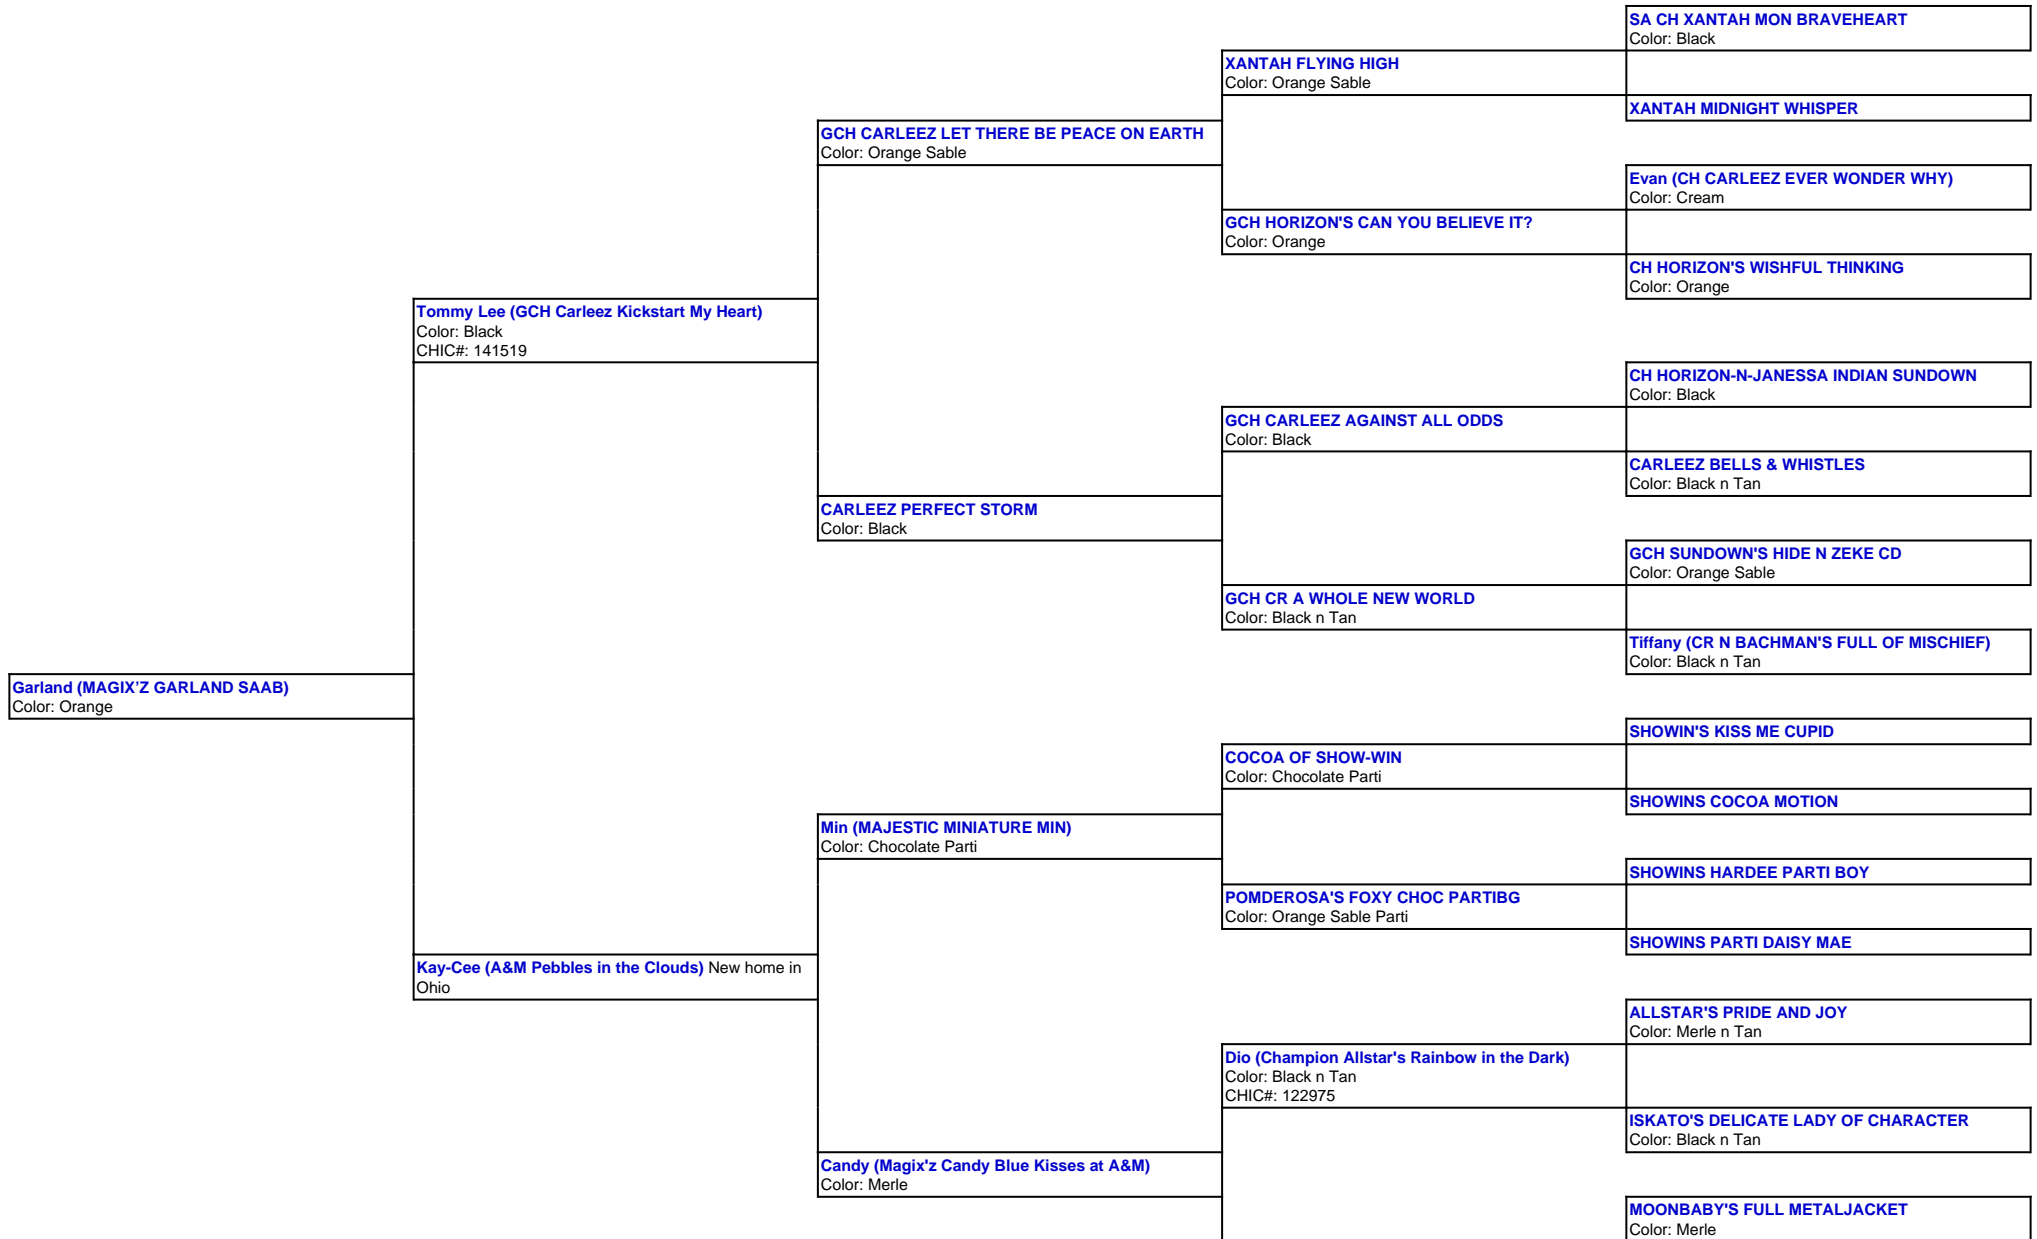 SA CH XANTAH MON BRAVEHEART
Color: Black
XANTAH FLYING HIGH
Color: Orange Sable
XANTAH MIDNIGHT WHISPER
GCH CARLEEZ LET THERE BE PEACE ON EARTH
Color: Orange Sable
Evan (CH CARLEEZ EVER WONDER WHY)
Color: Cream
GCH HORIZON'S CAN YOU BELIEVE IT?
Color: Orange
CH HORIZON'S WISHFUL THINKING
Color: Orange
Tommy Lee (GCH Carleez Kickstart My Heart)
Color: Black
CHIC#: 141519
CH HORIZON-N-JANESSA INDIAN SUNDOWN
Color: Black
GCH CARLEEZ AGAINST ALL ODDS
Color: Black
CARLEEZ BELLS & WHISTLES
Color: Black n Tan
CARLEEZ PERFECT STORM
Color: Black
GCH SUNDOWN'S HIDE N ZEKE CD
Color: Orange Sable
GCH CR A WHOLE NEW WORLD
Color: Black n Tan
Tiffany (CR N BACHMAN'S FULL OF MISCHIEF)
Color: Black n Tan
Garland (MAGIX’Z GARLAND SAAB)
Color: Orange
SHOWIN'S KISS ME CUPID
COCOA OF SHOW-WIN
Color: Chocolate Parti
SHOWINS COCOA MOTION
Min (MAJESTIC MINIATURE MIN)
Color: Chocolate Parti
SHOWINS HARDEE PARTI BOY
POMDEROSA'S FOXY CHOC PARTIBG
Color: Orange Sable Parti
SHOWINS PARTI DAISY MAE
Kay-Cee (A&M Pebbles in the Clouds) New home in
Ohio
ALLSTAR'S PRIDE AND JOY
Color: Merle n Tan
Dio (Champion Allstar's Rainbow in the Dark)
Color: Black n Tan
CHIC#: 122975
ISKATO'S DELICATE LADY OF CHARACTER
Color: Black n Tan
Candy (Magix'z Candy Blue Kisses at A&M)
Color: Merle
MOONBABY'S FULL METALJACKET
Color: Merle